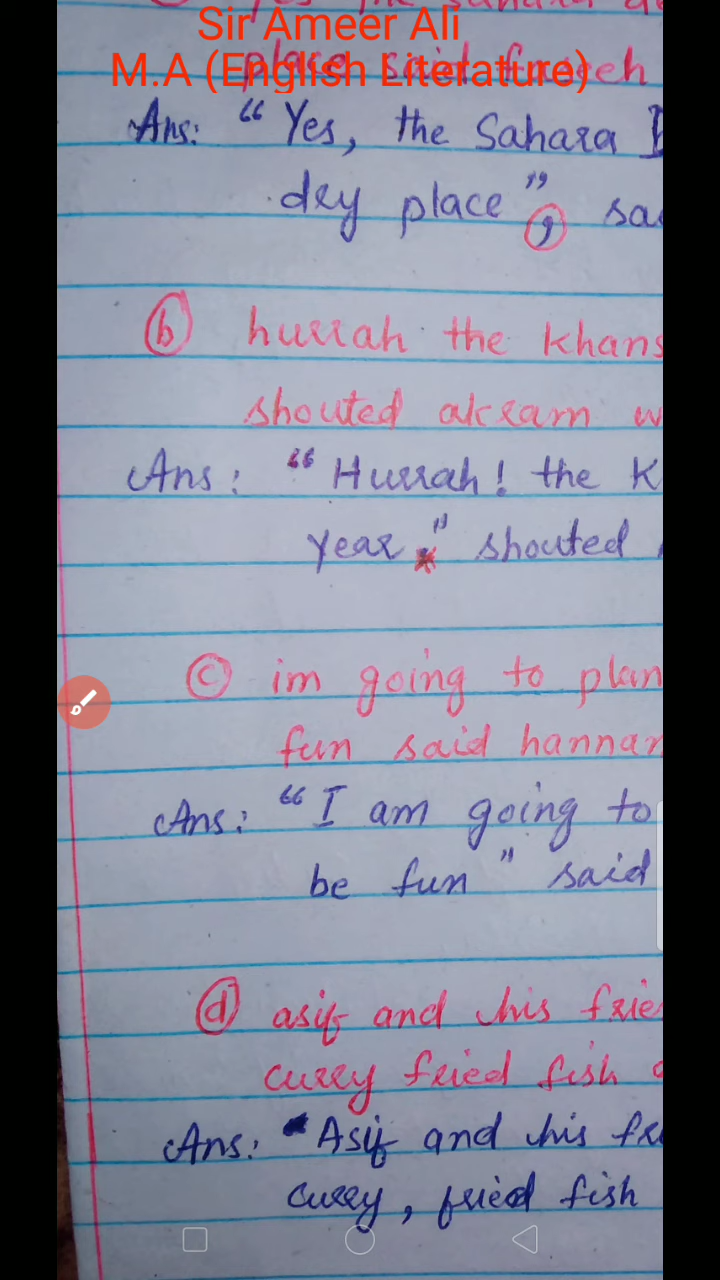 Sir Ameer Ali
M.A (English Literature)
place said
Ans: " Yes, the Sahara
dry place ", sa
(b) hurrah the khans
shouted akram w
Ans: "Hurrah! the K
year." shouted
(c) im going to plan
fun said hannan
Ans: "I am going to
be fun " said
(d) asif and his frie
curry fried fish
Ans: Asif and his fr
curry, fried fish